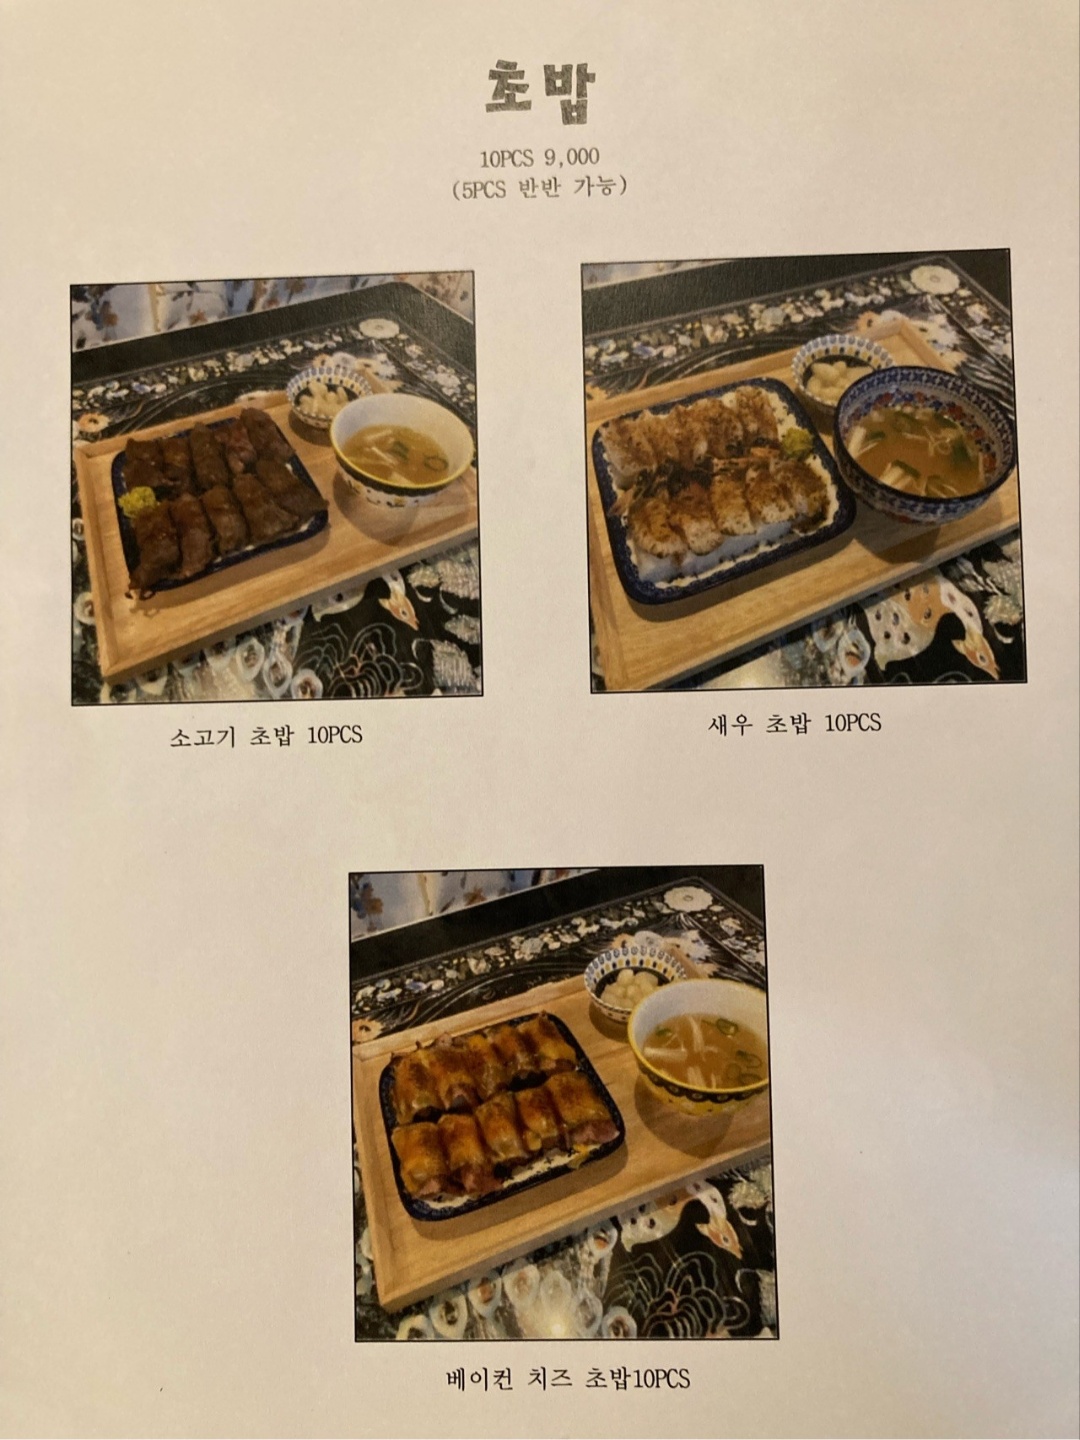 초밥
10PCS 9,000
(5PCS 반반 가능)
소고기 초밥 10PCS
새우 초밥 10PCS
베이컨 치즈 초밥10PCS